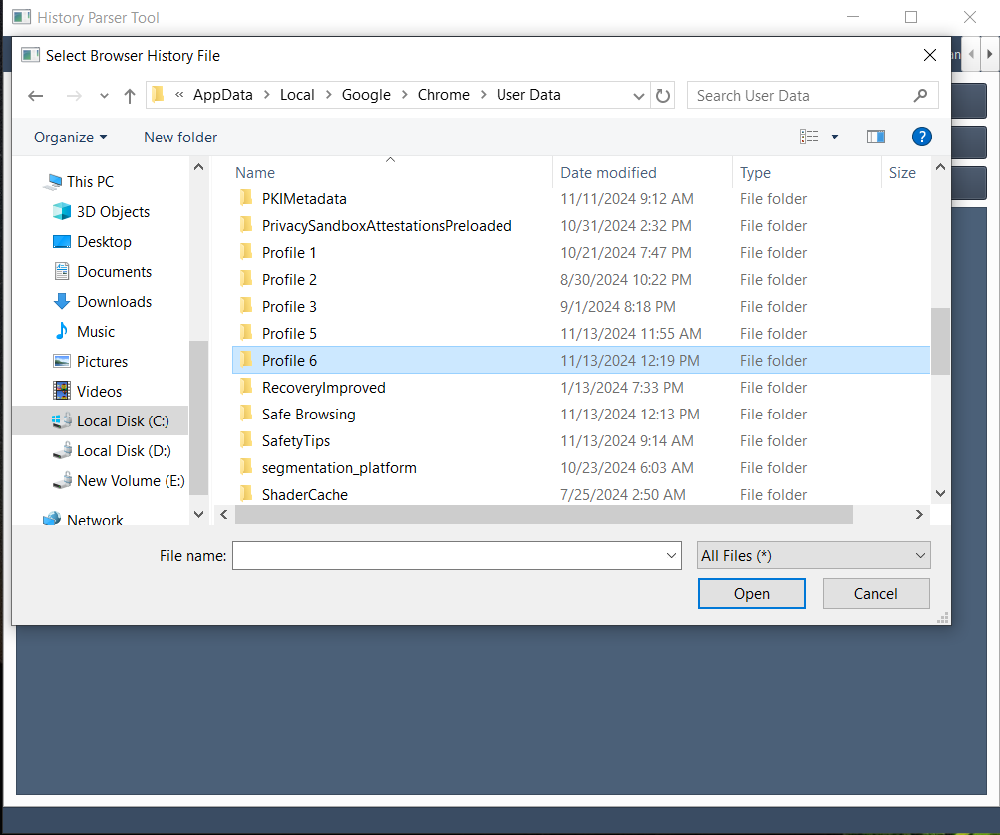 History Parser Tool
Select Browser History File
« AppData > Local > Google > Chrome > User Data
Search User Data
Organize
New folder
?
This PC
3D Objects
Desktop
Documents
Downloads
Music
Pictures
Videos
Local Disk (C:)
Local Disk (D:)
New Volume (E:)
Network
Name Date modified Type Size
PKIMetadata 11/11/2024 9:12 AM File folder
PrivacySandboxAttestationsPreloaded 10/31/2024 2:32 PM File folder
Profile 1 10/21/2024 7:47 PM File folder
Profile 2 8/30/2024 10:22 PM File folder
Profile 3 9/1/2024 8:18 PM File folder
Profile 5 11/13/2024 11:55 AM File folder
Profile 6 11/13/2024 12:19 PM File folder
RecoveryImproved 1/13/2024 7:33 PM File folder
Safe Browsing 11/13/2024 12:13 PM File folder
SafetyTips 11/13/2024 9:14 AM File folder
segmentation_platform 10/23/2024 6:03 AM File folder
ShaderCache 7/25/2024 2:50 AM File folder
File name:
All Files (*)
Open
Cancel